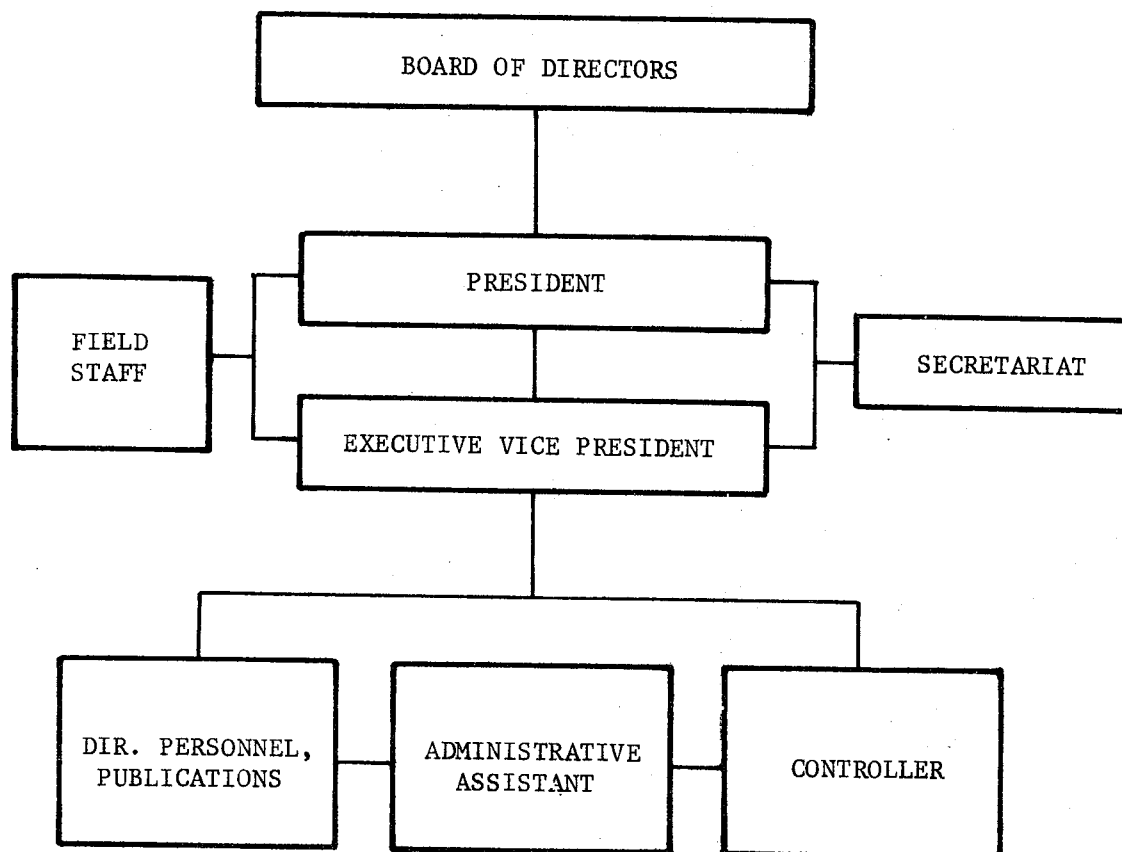 BOARD OF DIRECTORS
PRESIDENT
FIELD
STAFF
SECRETARIAT
EXECUTIVE VICE PRESIDENT
DIR. PERSONNEL,
PUBLICATIONS
ADMINISTRATIVE
ASSISTANT
CONTROLLER